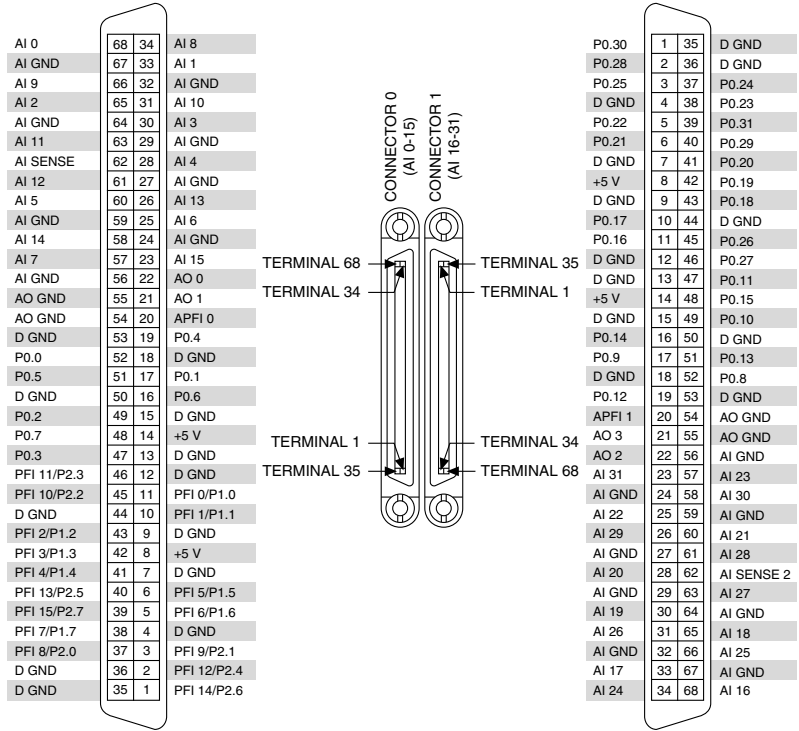 AI 0 68 34 AI 8
AI GND 67 33 AI 1
AI 9 66 32 AI GND
AI 2 65 31 AI 10
AI GND 64 30 AI 3
AI 11 63 29 AI GND
AI SENSE 62 28 AI 4
AI 12 61 27 AI GND
AI 5 60 26 AI 13
AI GND 59 25 AI 6
AI 14 58 24 AI GND
AI 7 57 23 AI 15
AI GND 56 22 AO 0
AO GND 55 21 AO 1
AO GND 54 20 APFI 0
D GND 53 19 P0.4
P0.0 52 18 D GND
P0.5 51 17 P0.1
D GND 50 16 P0.6
P0.2 49 15 D GND
P0.7 48 14 +5 V
P0.3 47 13 D GND
PFI 11/P2.3 46 12 D GND
PFI 10/P2.2 45 11 PFI 0/P1.0
D GND 44 10 PFI 1/P1.1
PFI 2/P1.2 43 9 D GND
PFI 3/P1.3 42 8 +5 V
PFI 4/P1.4 41 7 D GND
PFI 13/P2.5 40 6 PFI 5/P1.5
PFI 15/P2.7 39 5 PFI 6/P1.6
PFI 7/P1.7 38 4 D GND
PFI 8/P2.0 37 3 PFI 9/P2.1
D GND 36 2 PFI 12/P2.4
D GND 35 1 PFI 14/P2.6
CONNECTOR 0
(AI 0-15)
CONNECTOR 1
(AI 16-31)
TERMINAL 68
TERMINAL 34
TERMINAL 35
TERMINAL 1
TERMINAL 1
TERMINAL 35
TERMINAL 34
TERMINAL 68
P0.30 1 35 D GND
P0.28 2 36 D GND
P0.25 3 37 P0.24
D GND 4 38 P0.23
P0.22 5 39 P0.31
P0.21 6 40 P0.29
D GND 7 41 P0.20
+5 V 8 42 P0.19
D GND 9 43 P0.18
P0.17 10 44 D GND
P0.16 11 45 P0.26
D GND 12 46 P0.27
D GND 13 47 P0.11
+5 V 14 48 P0.15
D GND 15 49 P0.10
P0.14 16 50 D GND
P0.9 17 51 P0.13
D GND 18 52 P0.8
P0.12 19 53 D GND
APFI 1 20 54 AO GND
AO 3 21 55 AO GND
AO 2 22 56 AI GND
AI 31 23 57 AI 23
AI GND 24 58 AI 30
AI 22 25 59 AI GND
AI 29 26 60 AI 21
AI GND 27 61 AI 28
AI 20 28 62 AI SENSE 2
AI GND 29 63 AI 27
AI 19 30 64 AI GND
AI 26 31 65 AI 18
AI GND 32 66 AI 25
AI 17 33 67 AI GND
AI 24 34 68 AI 16